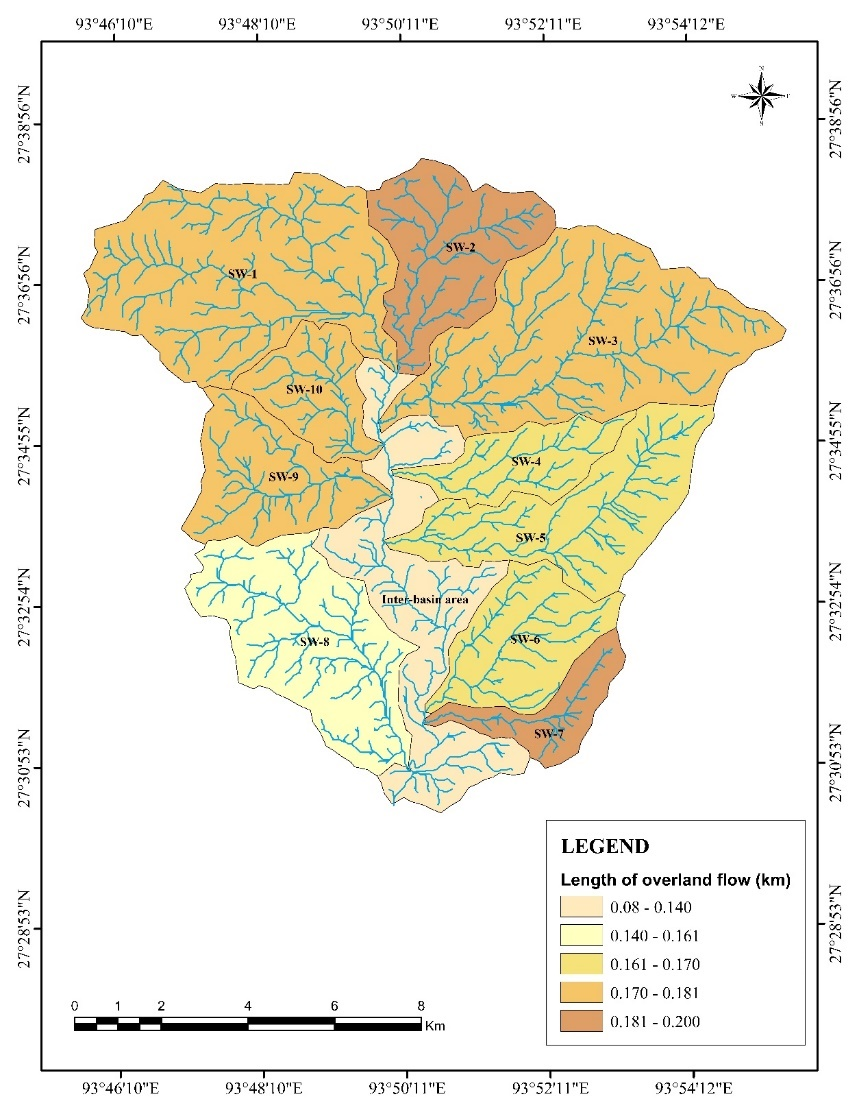 93°46'10"E 93°48'10"E 93°50'11"E 93°52'11"E 93°54'12"E
27°38'56"N 27°38'56"N
N
W E
S
SW-2
SW-1
27°36'56"N 27°36'56"N
SW-3
SW-10
27°34'55"N 27°34'55"N
SW-4
SW-9
SW-5
27°32'54"N 27°32'54"N
Inter-basin area
SW-6
SW-8
SW-7
27°30'53"N 27°30'53"N
LEGEND
Length of overland flow (km)
0.08 - 0.140
0.140 - 0.161
0.161 - 0.170
0.170 - 0.181
0.181 - 0.200
27°28'53"N 27°28'53"N
0 1 2 4 6 8
Km
93°46'10"E 93°48'10"E 93°50'11"E 93°52'11"E 93°54'12"E